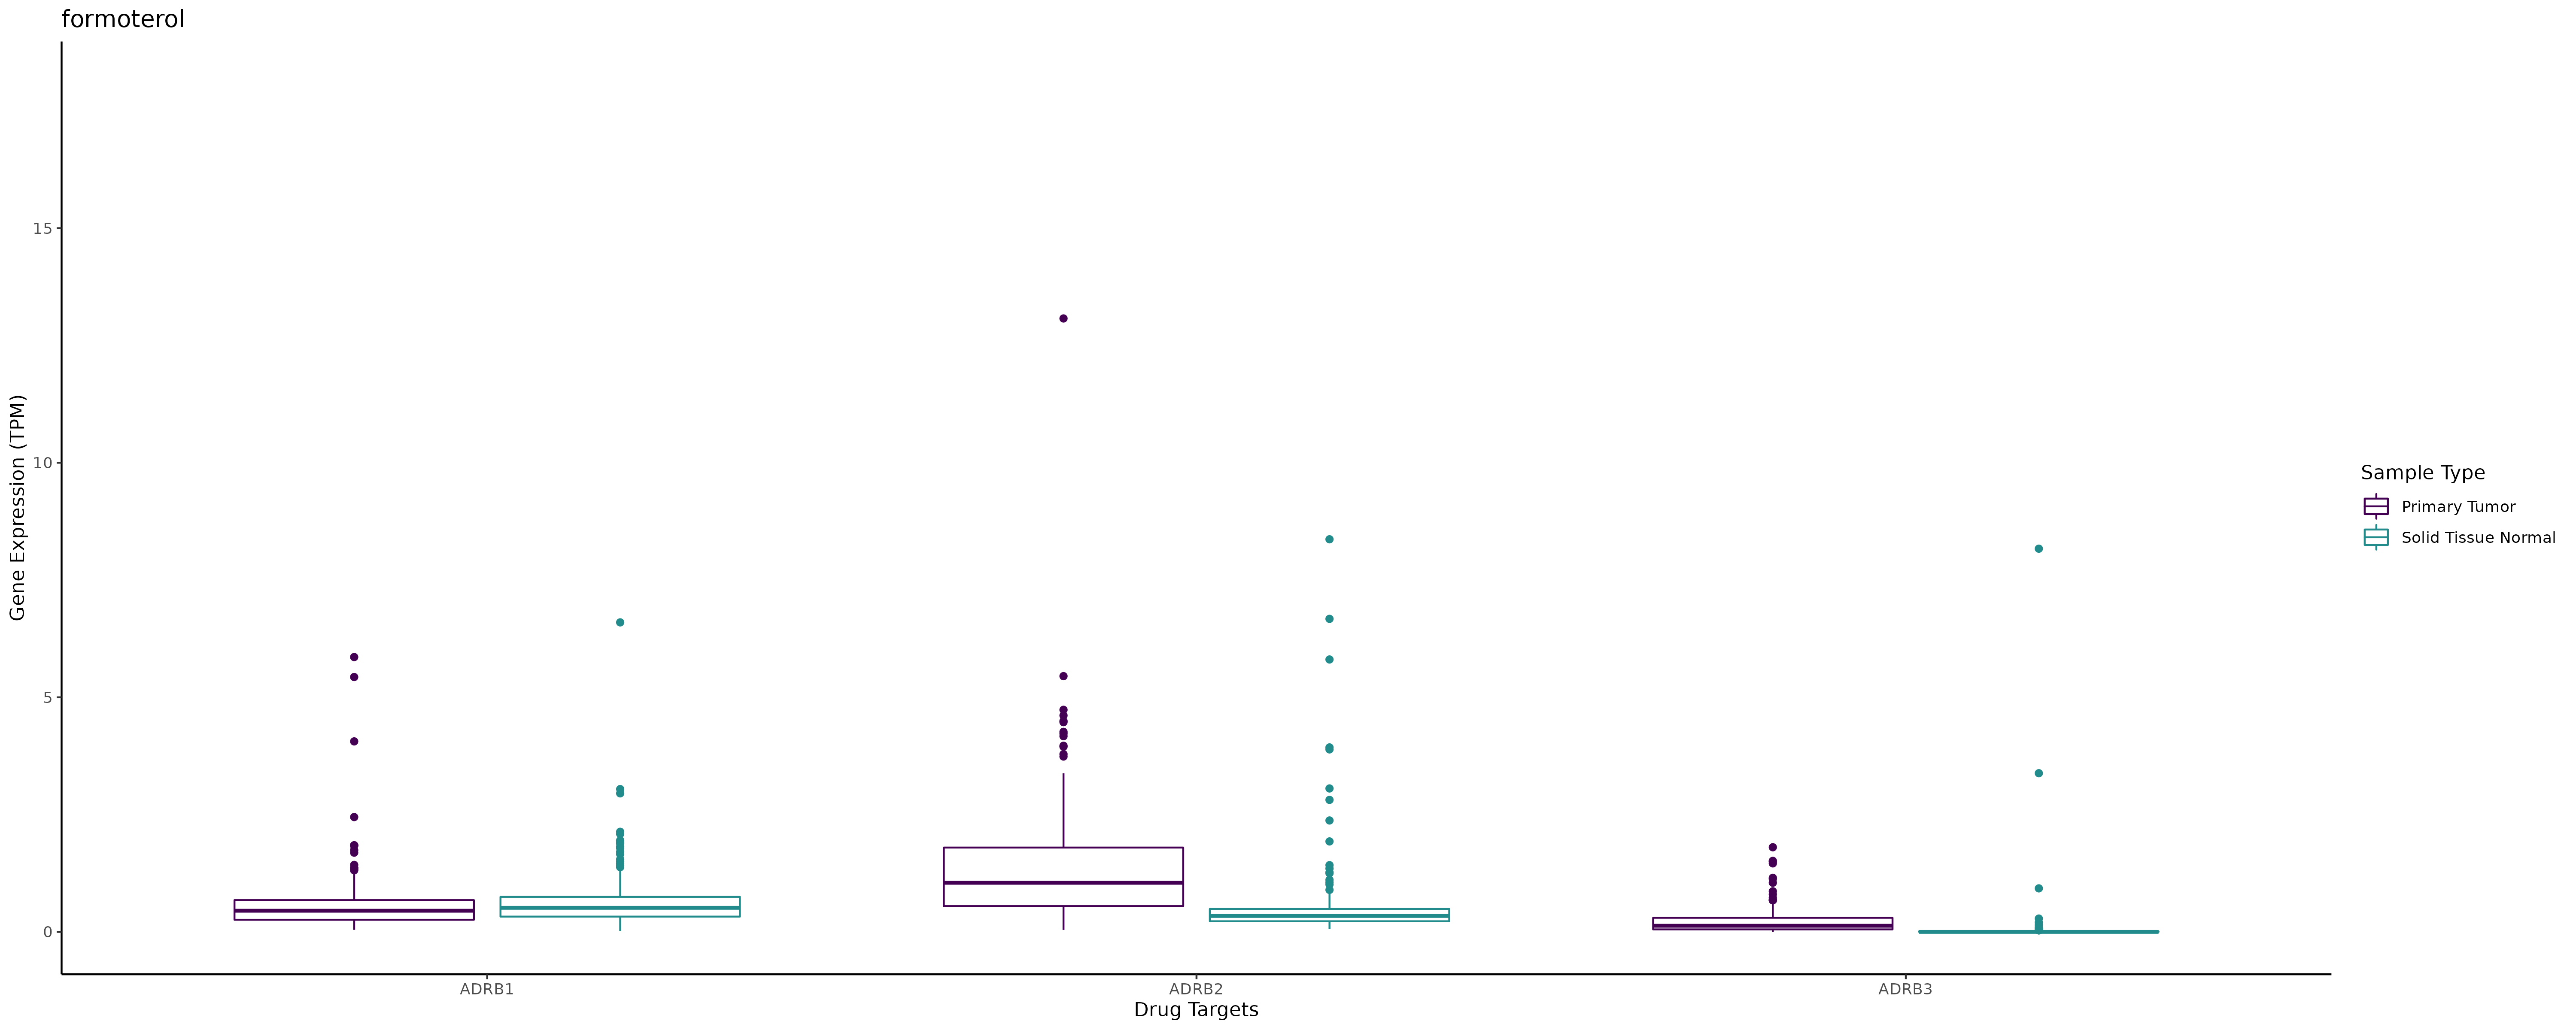 formoterol
Gene Expression (TPM)
15
10
5
0
ADRB1
ADRB2
ADRB3
Drug Targets
Sample Type
Primary Tumor
Solid Tissue Normal